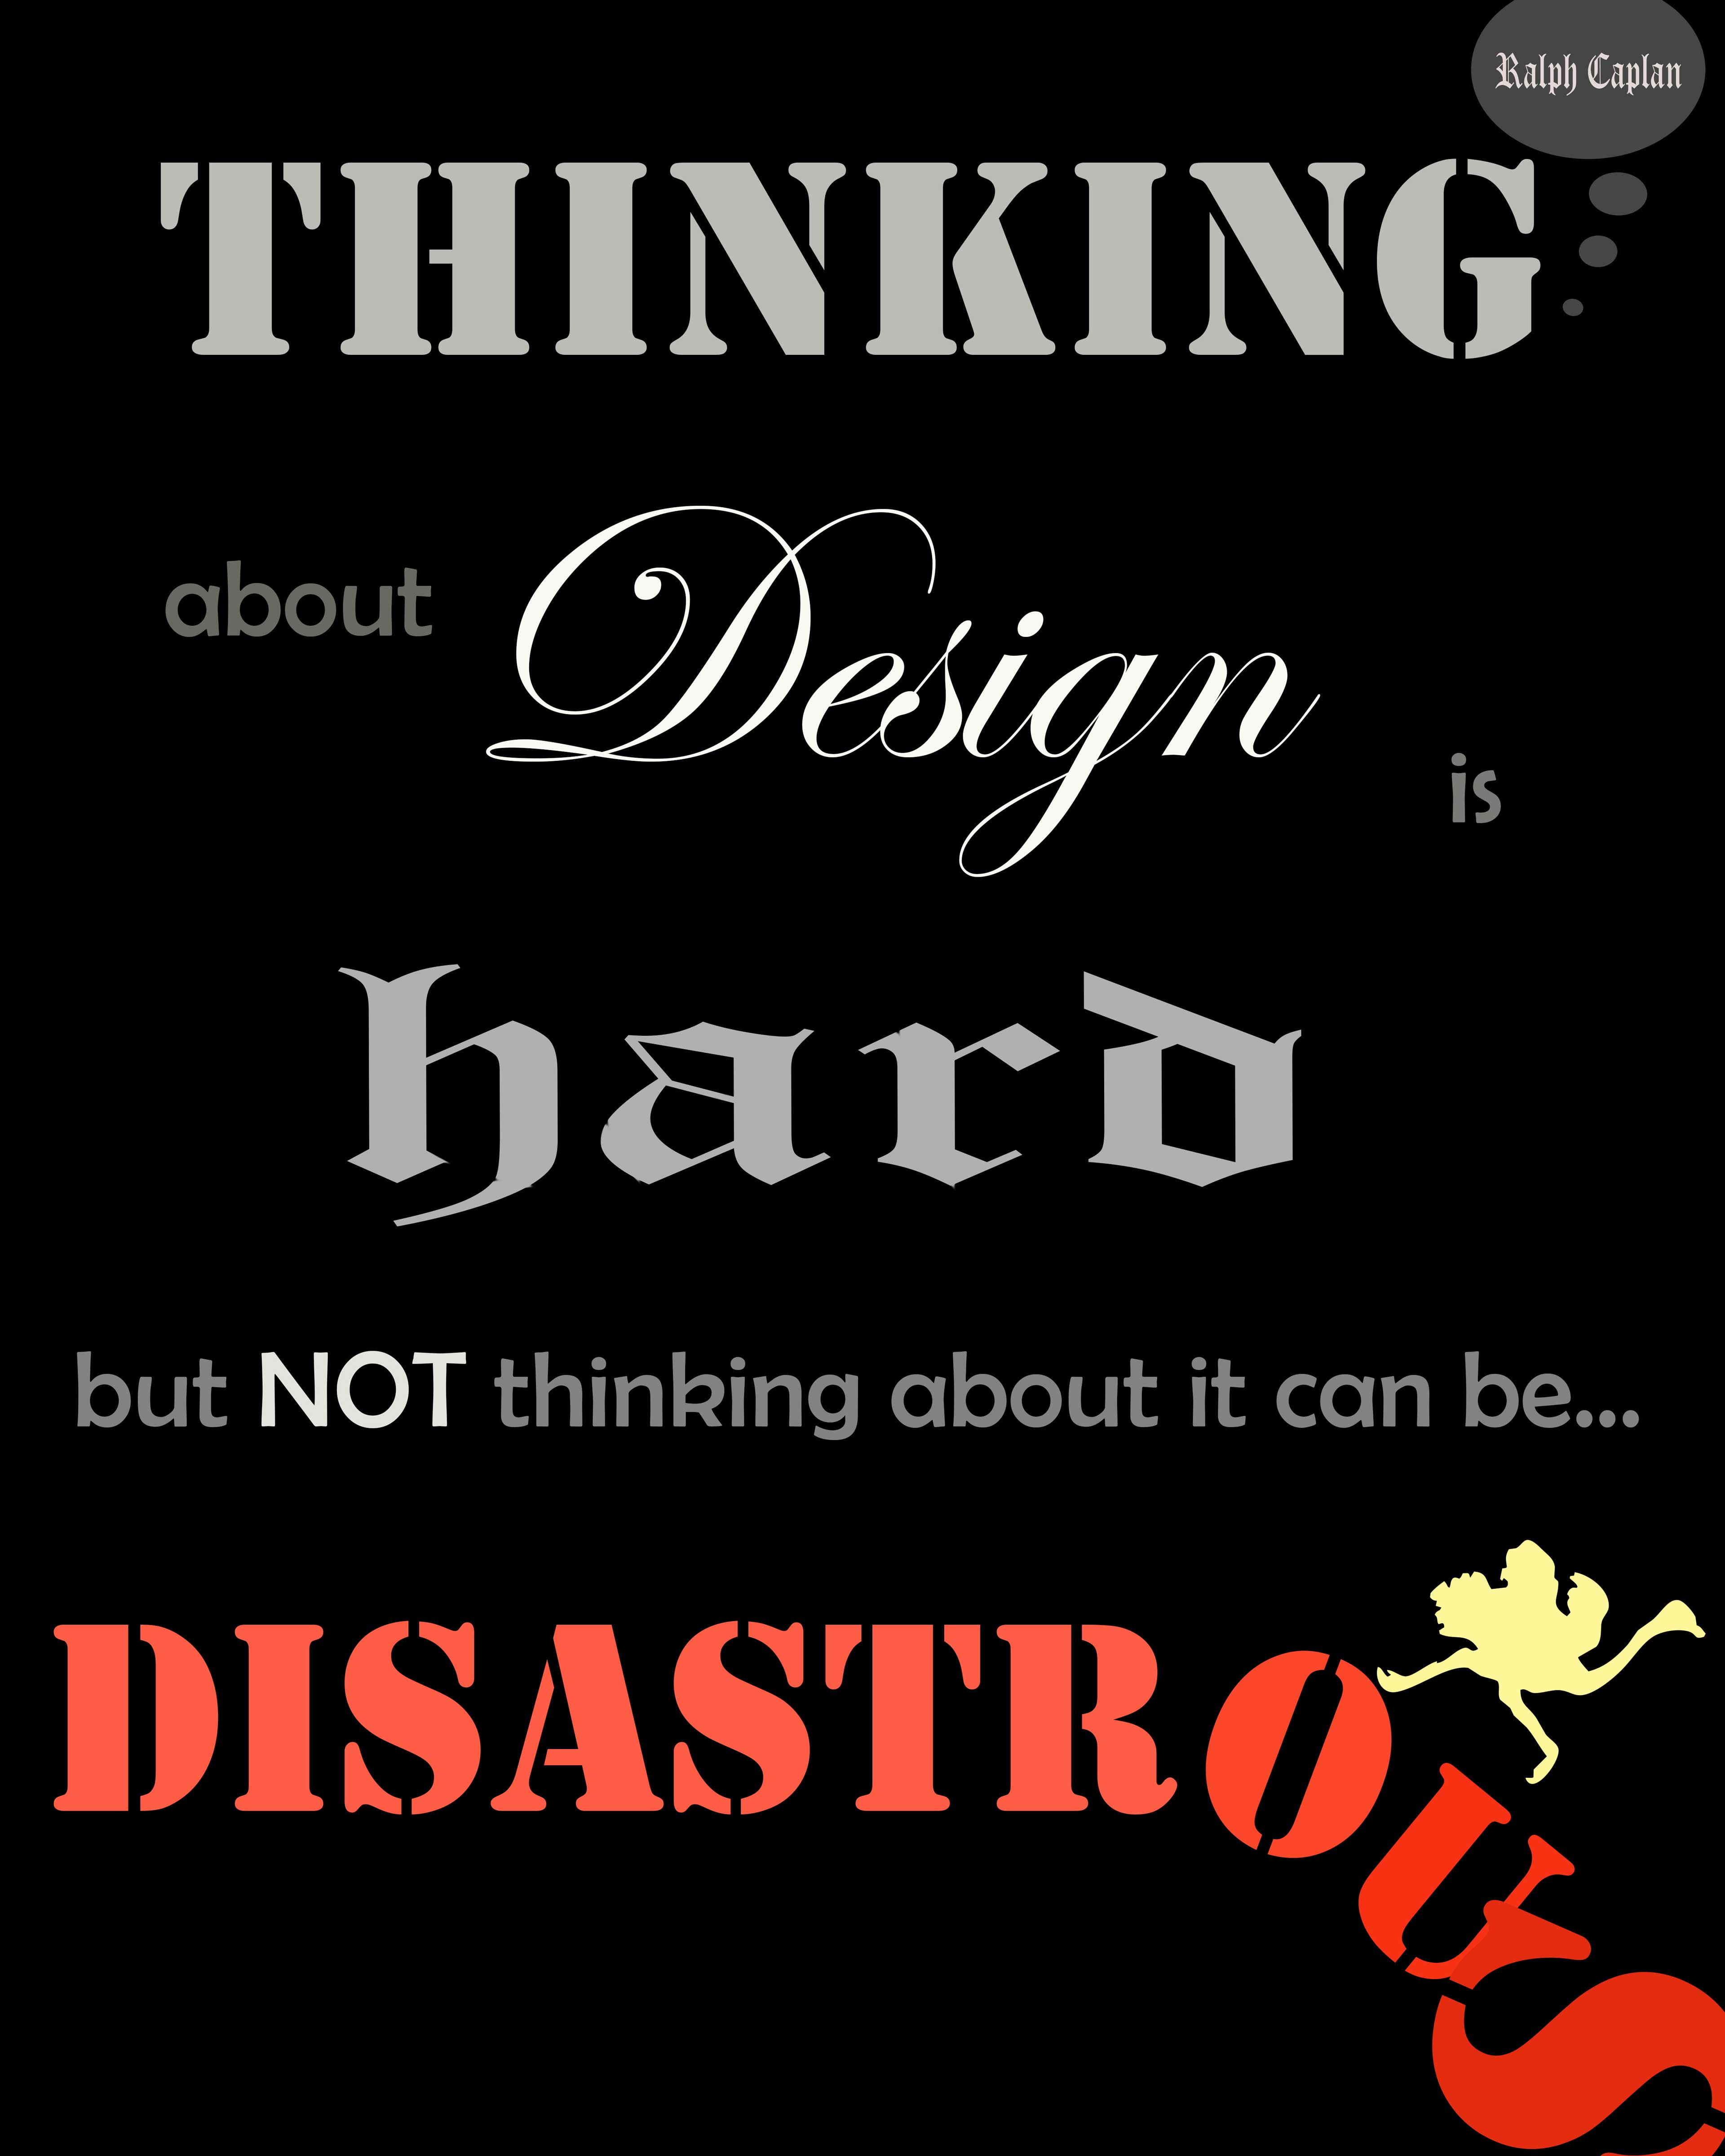 Ralph Caplan
THINKING
about Design is
hard
but NOT thinking about it can be...
DISASTROUS